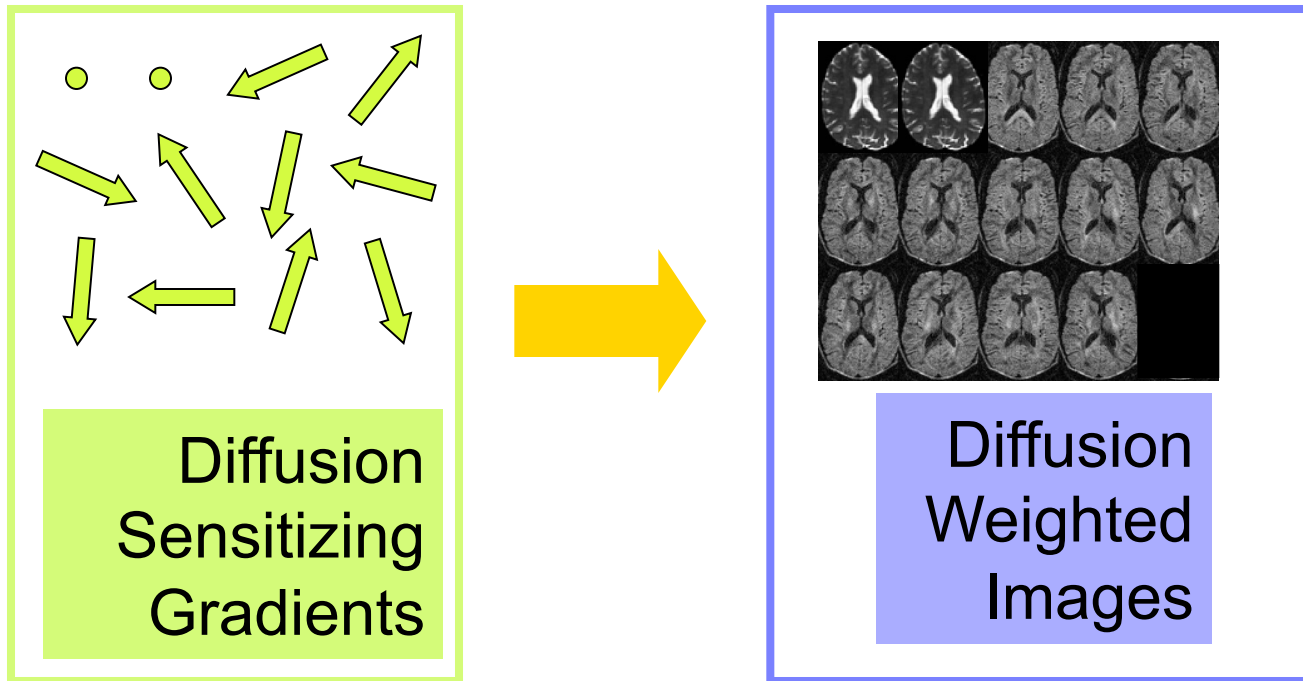 Diffusion
Sensitizing
Gradients
Diffusion
Weighted
Images